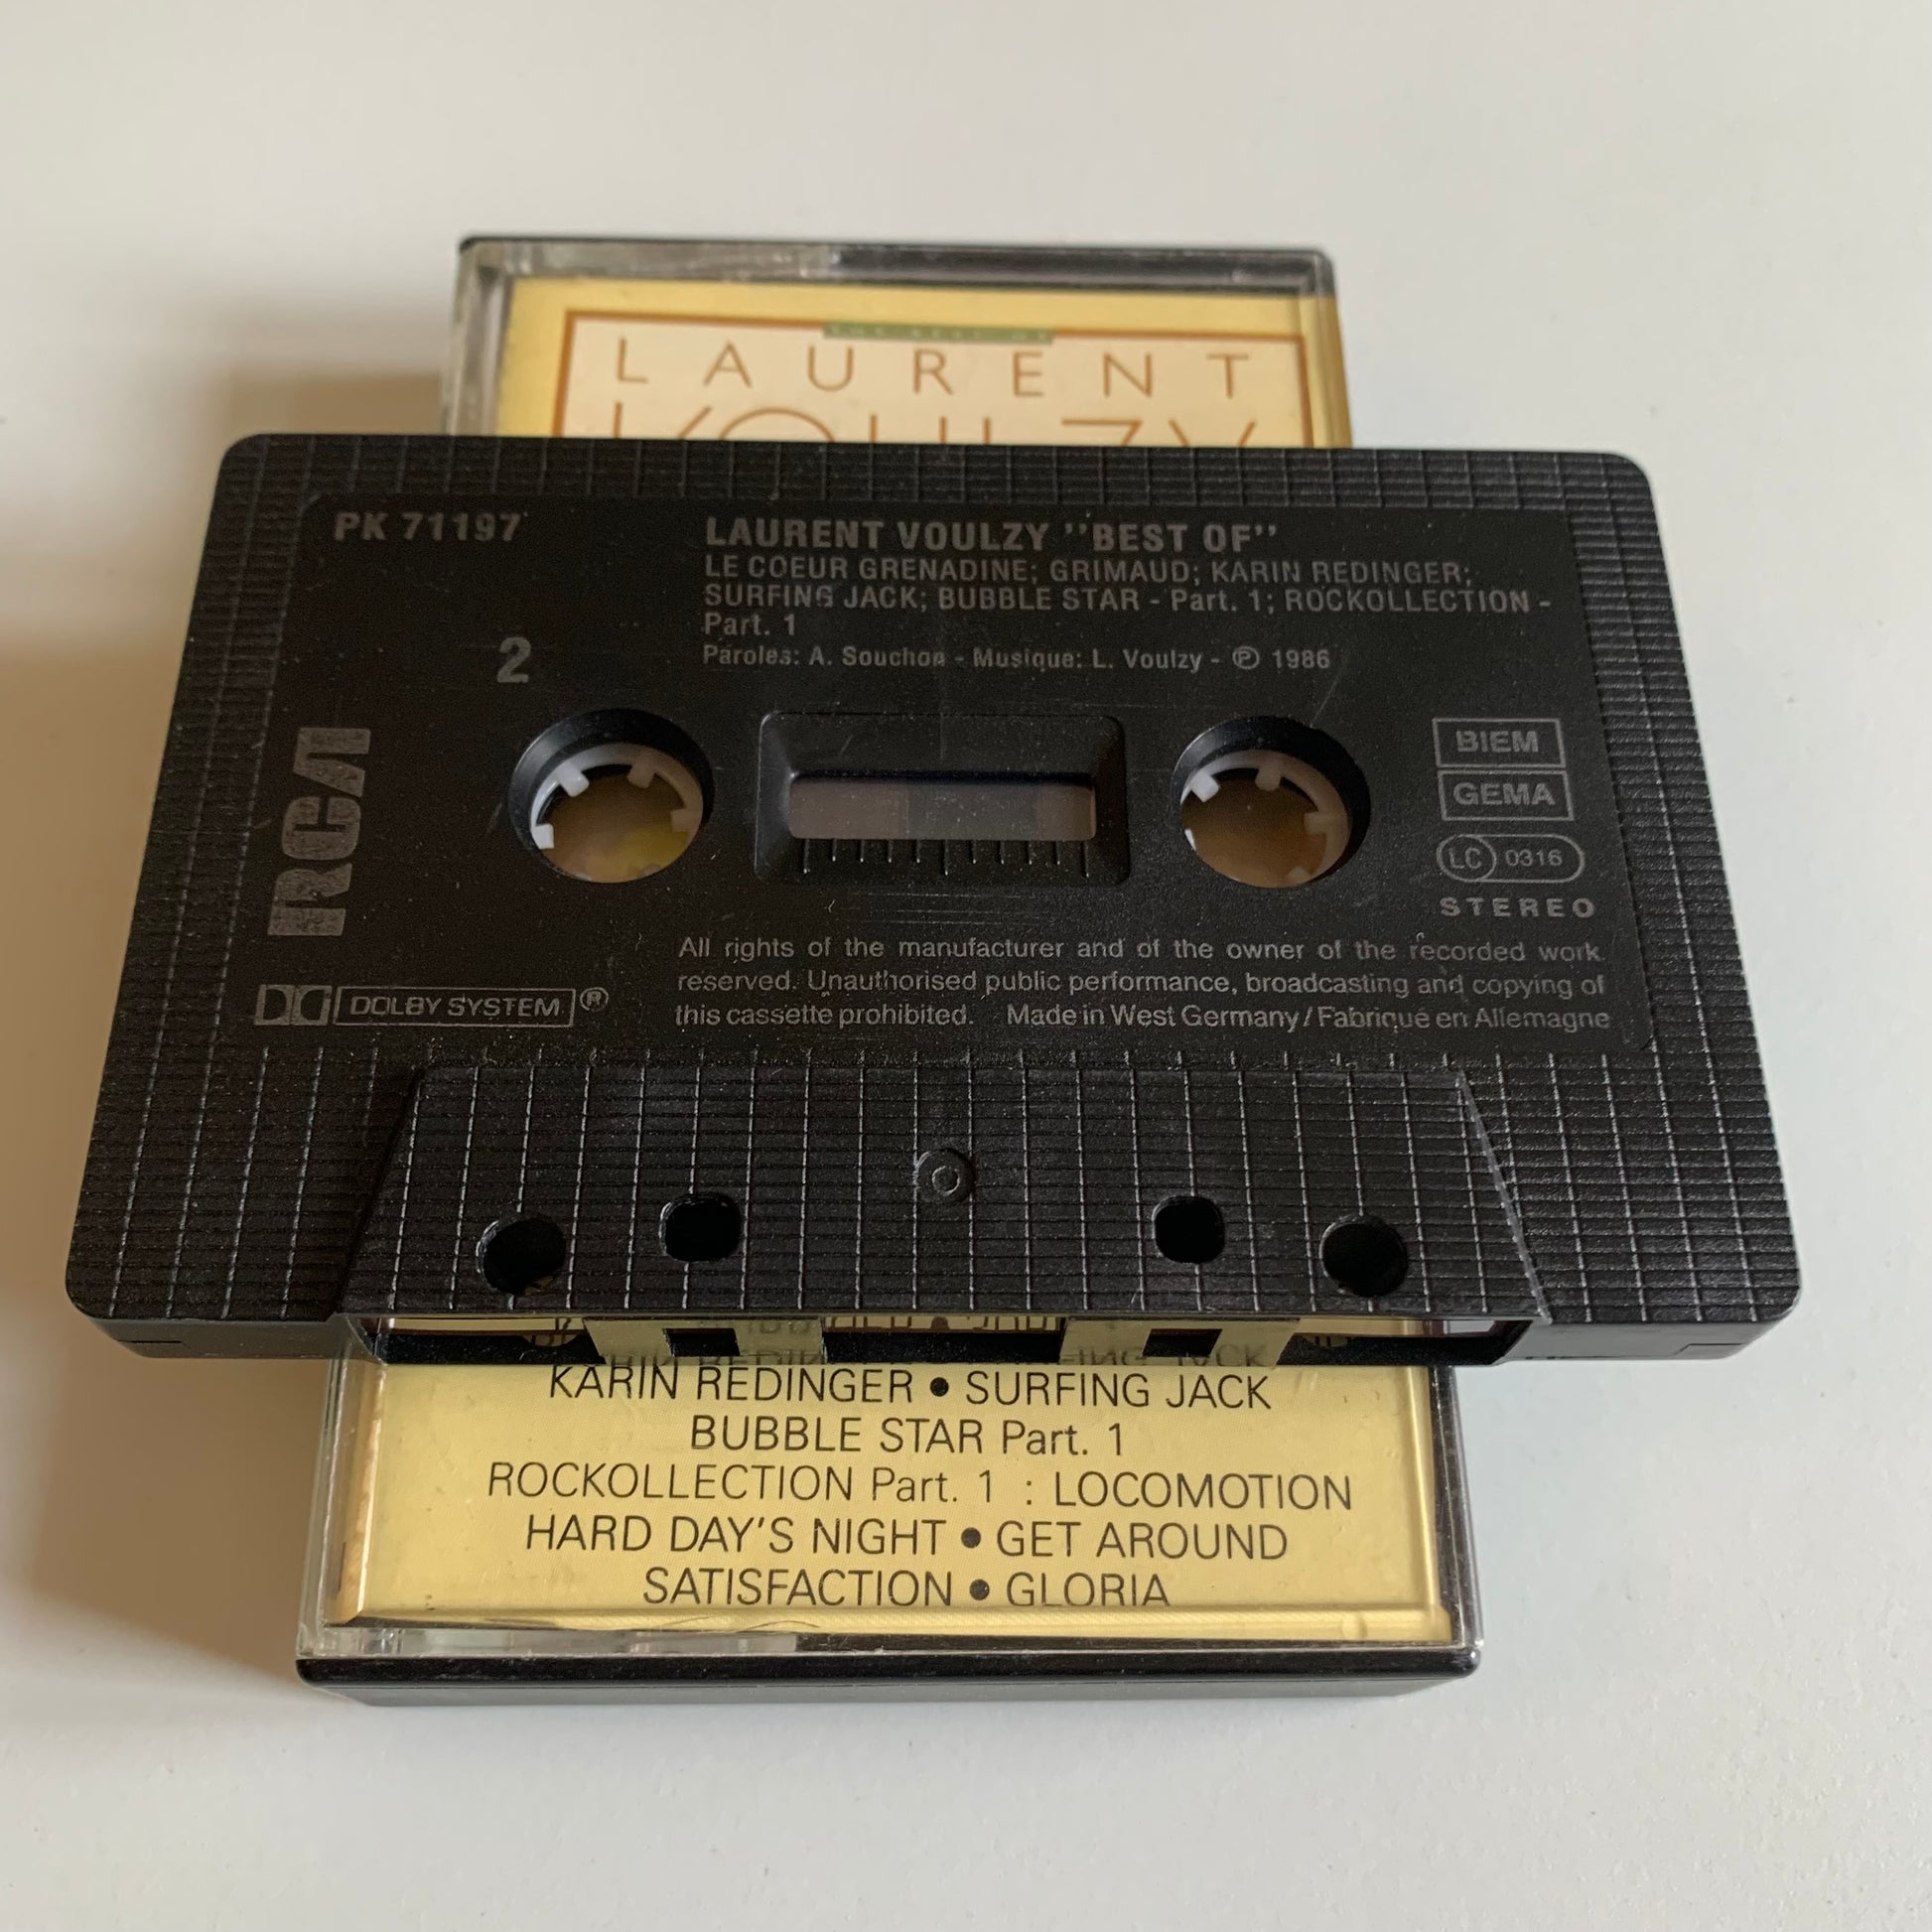 THE BEST OF
LAURENT
VOULZY
PK 71197
LAURENT VOULZY "BEST OF"
LE COEUR GRENADINE; GRIMAUD; KARIN REDINGER;
SURFING JACK; BUBBLE STAR - Part. 1; ROCKOLLECTION -
Part. 1
Paroles: A. Souchon - Musique: L. Voulzy - ℗ 1986
2
RCA
BIEM
GEMA
LC 0316
STEREO
DOLBY SYSTEM ®
All rights of the manufacturer and of the owner of the recorded work
reserved. Unauthorised public performance, broadcasting and copying of
this cassette prohibited. Made in West Germany / Fabriqué en Allemagne
KARIN REDINGER • SURFING JACK
BUBBLE STAR Part. 1
ROCKOLLECTION Part. 1 : LOCOMOTION
HARD DAY'S NIGHT • GET AROUND
SATISFACTION • GLORIA